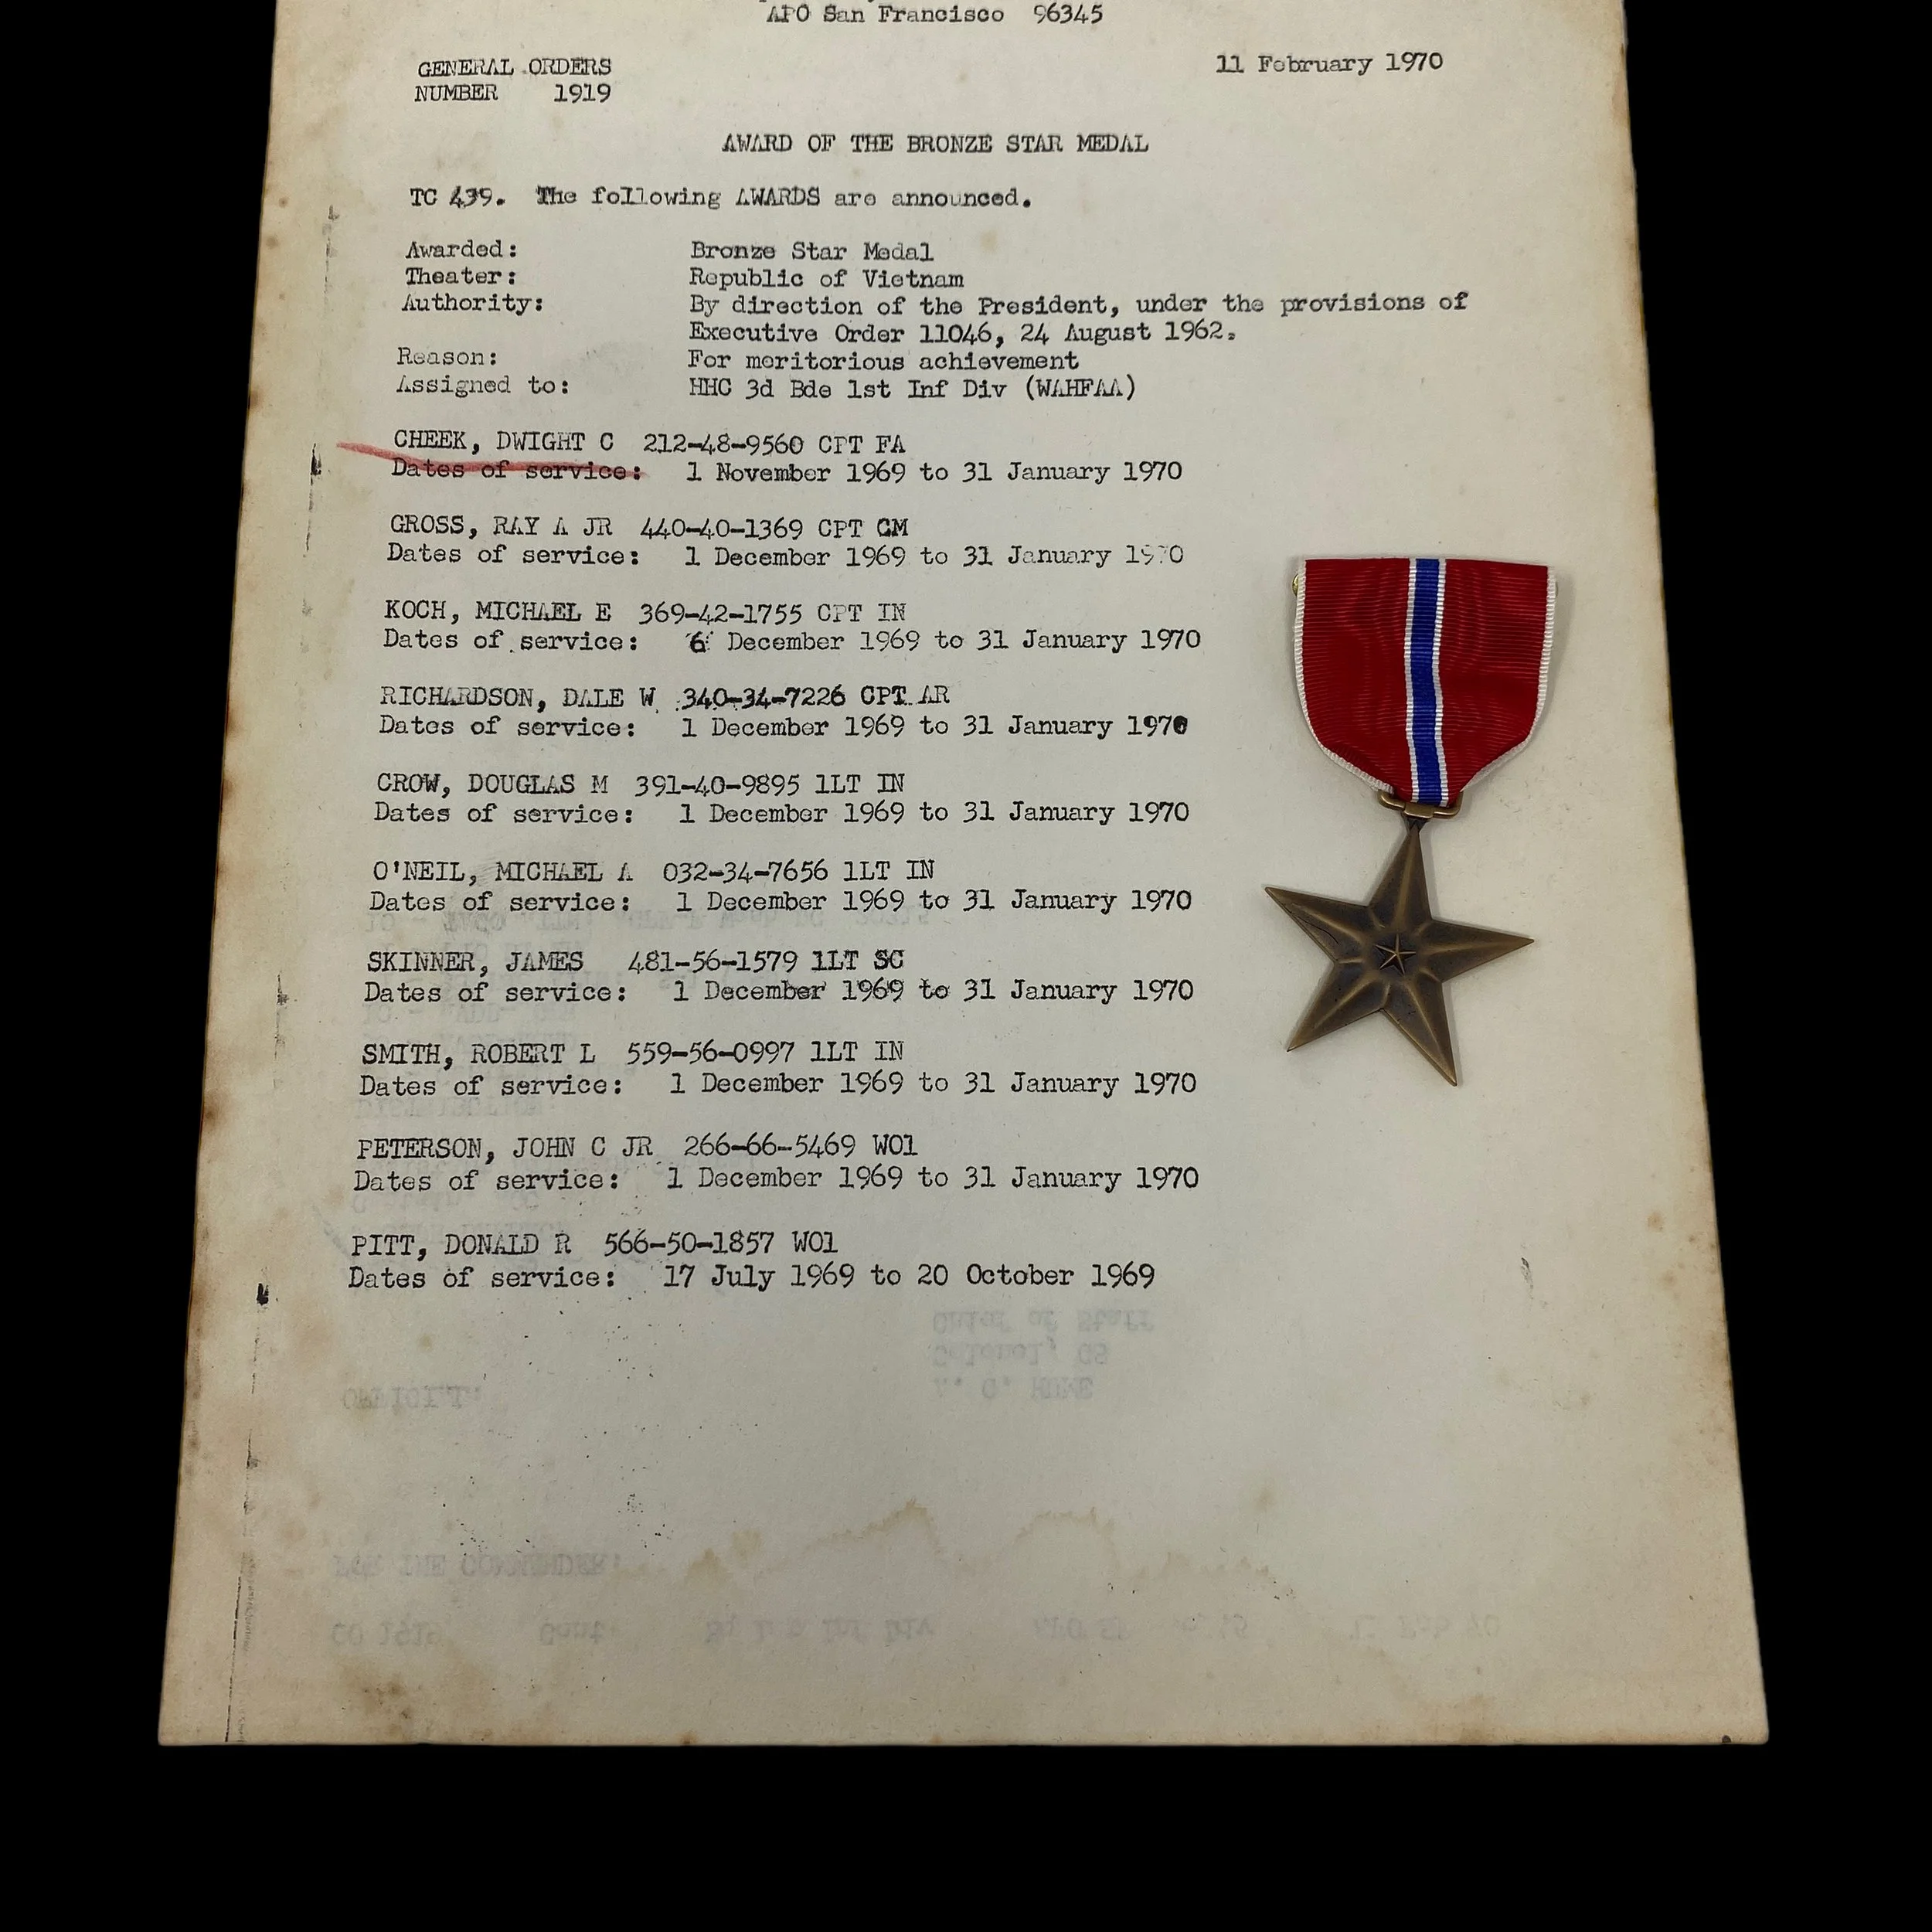 APO San Francisco 96345
GENERAL ORDERS 11 February 1970
NUMBER 1919
AWARD OF THE BRONZE STAR MEDAL
TC 439. The following AWARDS are announced.
Awarded: Bronze Star Medal
Theater: Republic of Vietnam
Authority: By direction of the President, under the provisions of
Executive Order 11046, 24 August 1962.
Reason: For meritorious achievement
Assigned to: HHC 3d Bde 1st Inf Div (WAHFAA)
CHEEK, DWIGHT C 212-48-9560 CPT FA
Dates of service: 1 November 1969 to 31 January 1970
GROSS, RAY A JR 440-40-1369 CPT CM
Dates of service: 1 December 1969 to 31 January 1970
KOCH, MICHAEL E 369-42-1755 CPT IN
Dates of service: 6 December 1969 to 31 January 1970
RICHARDSON, DALE W 340-34-7226 CPT AR
Dates of service: 1 December 1969 to 31 January 1970
CROW, DOUGLAS M 391-40-9895 1LT IN
Dates of service: 1 December 1969 to 31 January 1970
O'NEIL, MICHAEL A 032-34-7656 1LT IN
Dates of service: 1 December 1969 to 31 January 1970
SKINNER, JAMES 481-56-1579 1LT SC
Dates of service: 1 December 1969 to 31 January 1970
SMITH, ROBERT L 559-56-0997 1LT IN
Dates of service: 1 December 1969 to 31 January 1970
PETERSON, JOHN C JR 266-66-5469 WO1
Dates of service: 1 December 1969 to 31 January 1970
PITT, DONALD R 566-50-1857 WO1
Dates of service: 17 July 1969 to 20 October 1969